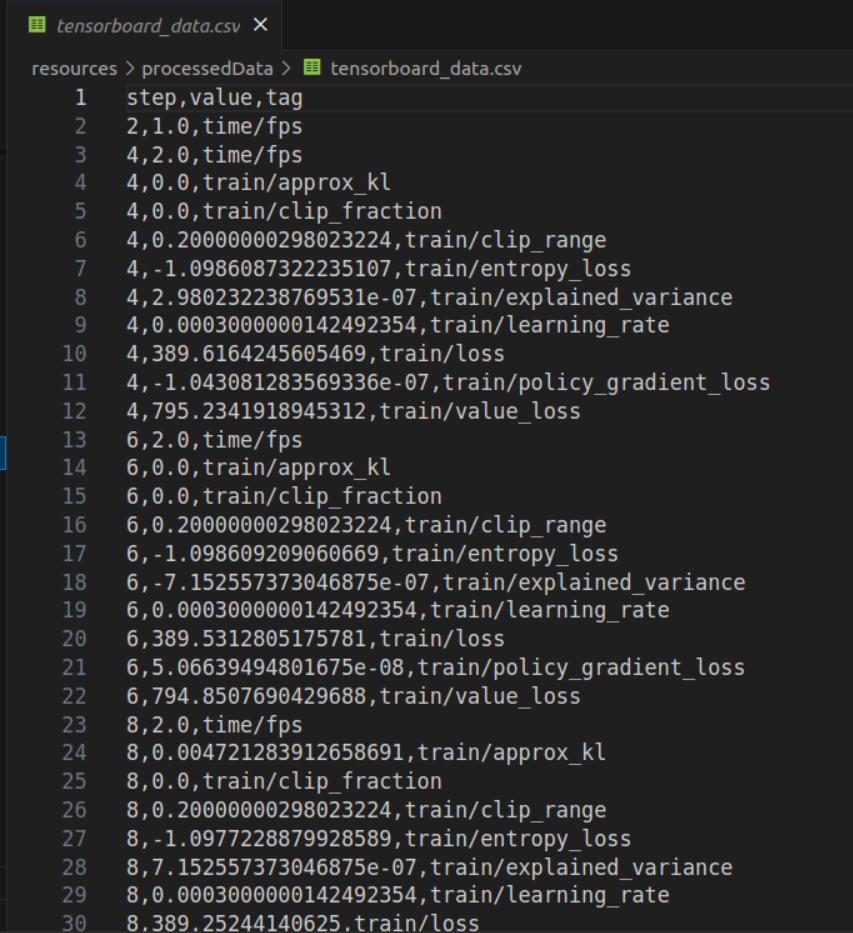 tensorboard_data.csv ×
resources > processedData > tensorboard_data.csv
1 step,value,tag
2 2,1.0,time/fps
3 4,2.0,time/fps
4 4,0.0,train/approx_kl
5 4,0.0,train/clip_fraction
6 4,0.20000000298023224,train/clip_range
7 4,-1.0986087322235107,train/entropy_loss
8 4,2.980232238769531e-07,train/explained_variance
9 4,0.0003000000142492354,train/learning_rate
10 4,389.6164245605469,train/loss
11 4,-1.043081283569336e-07,train/policy_gradient_loss
12 4,795.2341918945312,train/value_loss
13 6,2.0,time/fps
14 6,0.0,train/approx_kl
15 6,0.0,train/clip_fraction
16 6,0.20000000298023224,train/clip_range
17 6,-1.098609209060669,train/entropy_loss
18 6,-7.152557373046875e-07,train/explained_variance
19 6,0.0003000000142492354,train/learning_rate
20 6,389.5312805175781,train/loss
21 6,5.06639494801675e-08,train/policy_gradient_loss
22 6,794.8507690429688,train/value_loss
23 8,2.0,time/fps
24 8,0.004721283912658691,train/approx_kl
25 8,0.0,train/clip_fraction
26 8,0.20000000298023224,train/clip_range
27 8,-1.0977228879928589,train/entropy_loss
28 8,7.152557373046875e-07,train/explained_variance
29 8,0.0003000000142492354,train/learning_rate
30 8,389.25244140625,train/loss